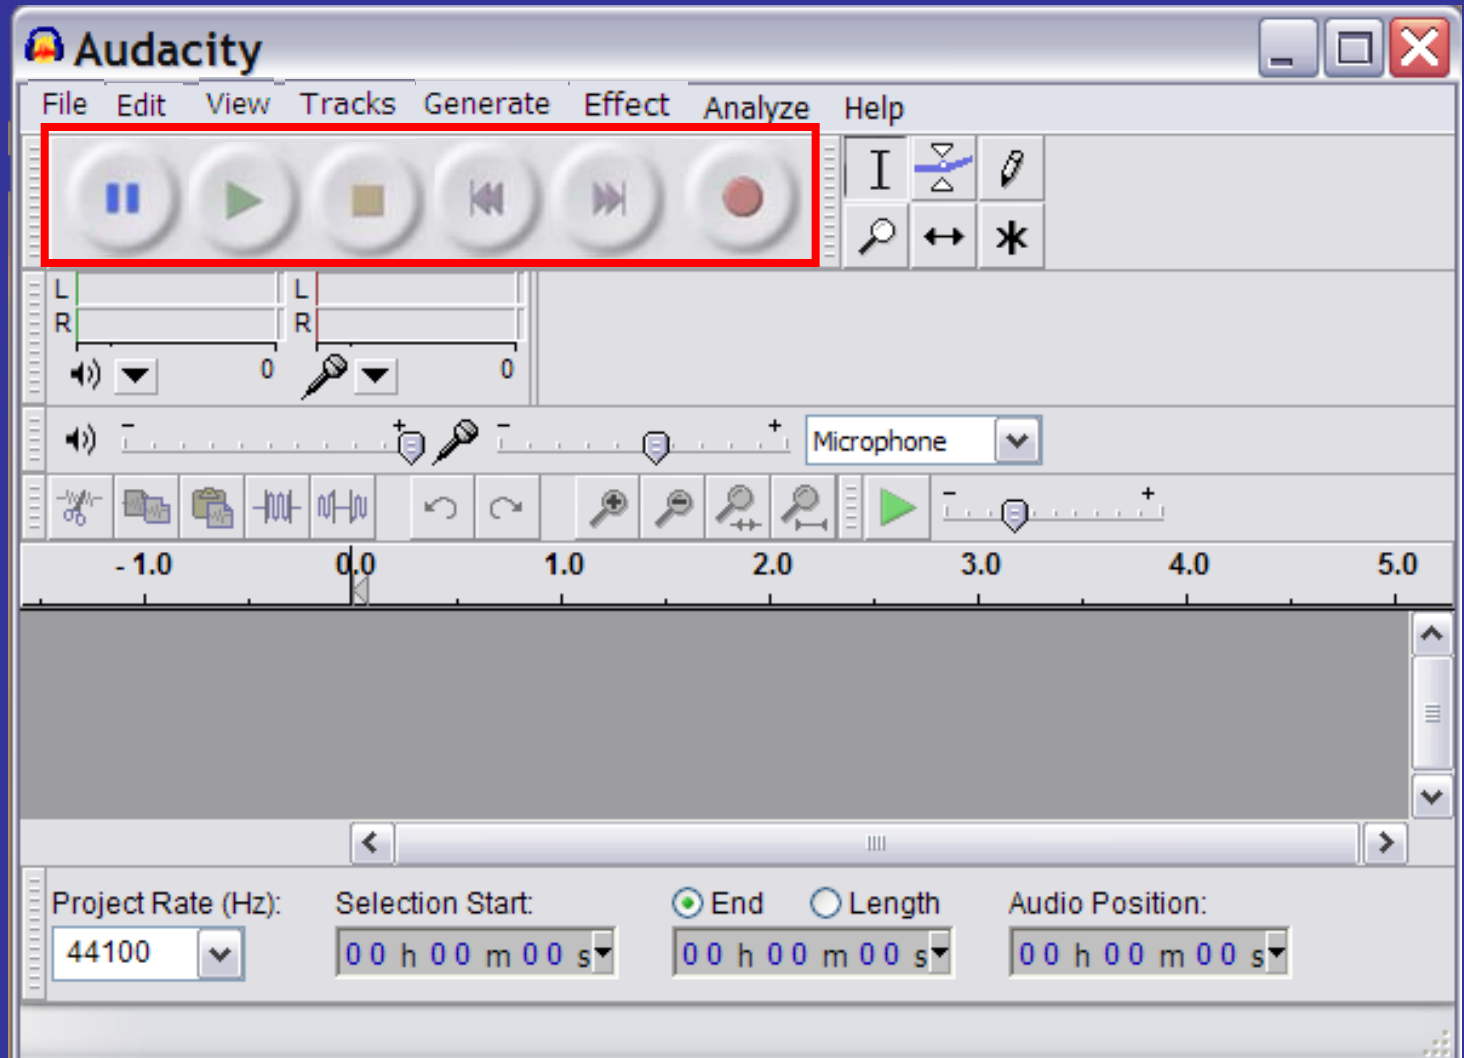 Audacity
File Edit View Tracks Generate Effect Analyze Help
L L
R R
0 0
- + - + Microphone
- +
- 1.0 0.0 1.0 2.0 3.0 4.0 5.0
Project Rate (Hz): Selection Start: End Length Audio Position:
44100 00 h 00 m 00 s 00 h 00 m 00 s 00 h 00 m 00 s